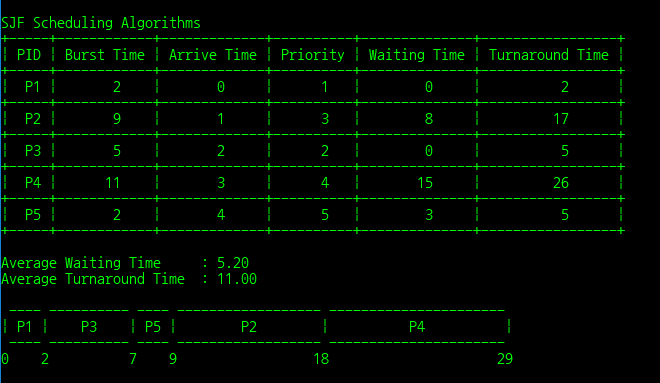 SJF Scheduling Algorithms
| PID | Burst Time | Arrive Time | Priority | Waiting Time | Turnaround Time |
| P1 | 2 | 0 | 1 | 0 | 2 |
| P2 | 9 | 1 | 3 | 8 | 17 |
| P3 | 5 | 2 | 2 | 0 | 5 |
| P4 | 11 | 3 | 4 | 15 | 26 |
| P5 | 2 | 4 | 5 | 3 | 5 |
Average Waiting Time : 5.20
Average Turnaround Time : 11.00
| P1 | P3 | P5 | P2 | P4 |
0 2 7 9 18 29